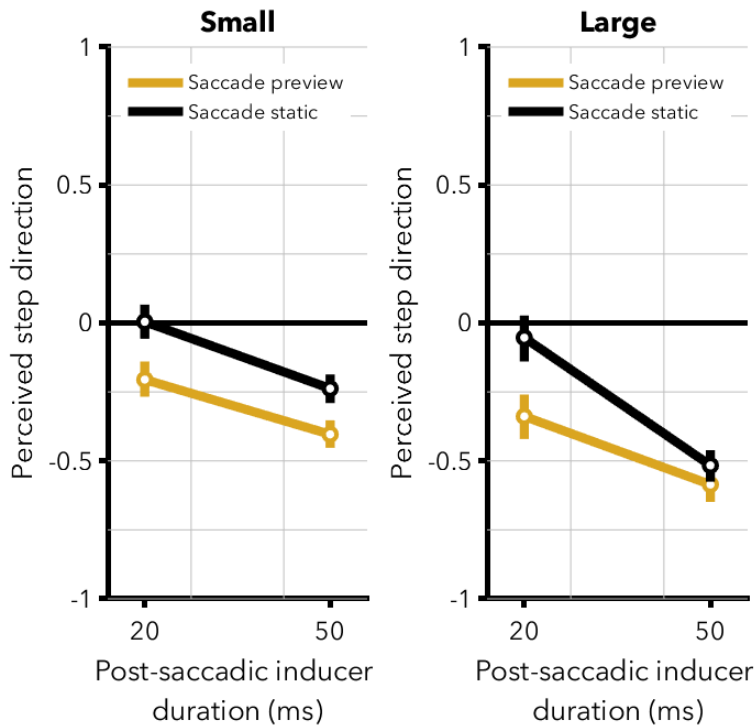 Small
Perceived step direction
1
0.5
0
-0.5
-1
Saccade preview
Saccade static
20
50
Post-saccadic inducer
duration (ms)
Large
Perceived step direction
1
0.5
0
-0.5
-1
Saccade preview
Saccade static
20
50
Post-saccadic inducer
duration (ms)